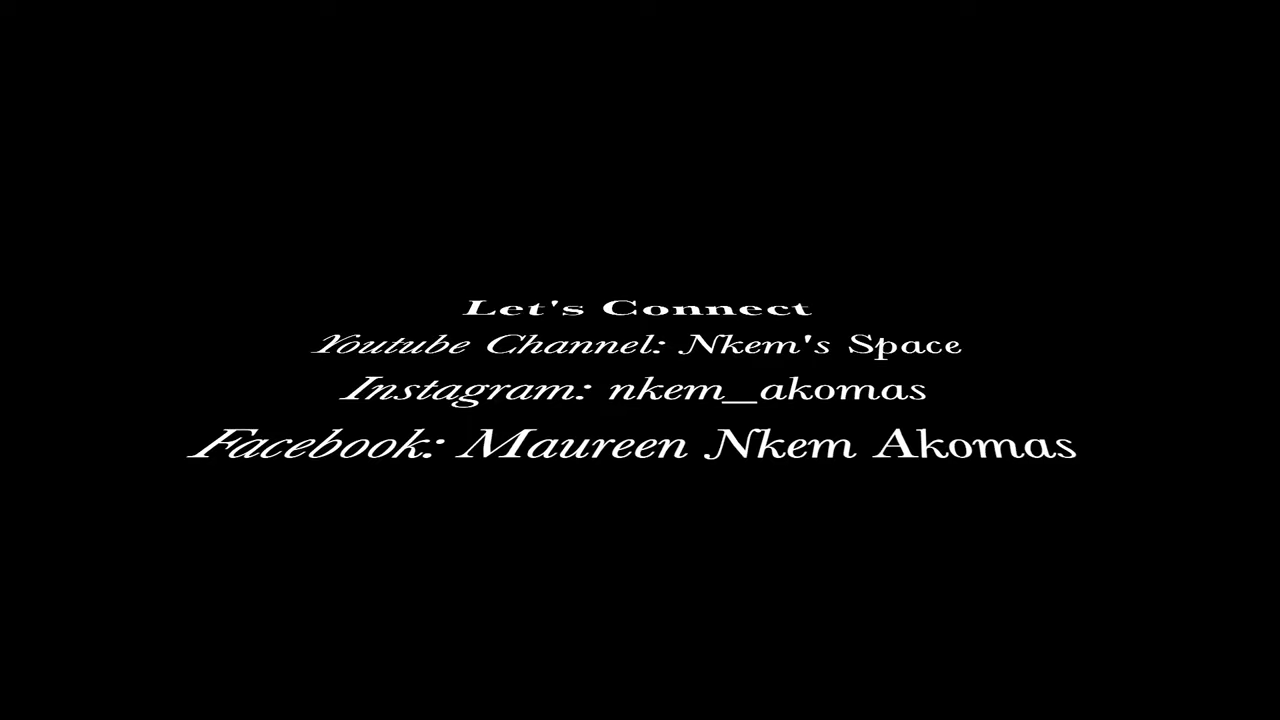 Let's Connect
Youtube Channel: Nkem's Space
Instagram: nkem_akomas
Facebook: Maureen Nkem Akomas